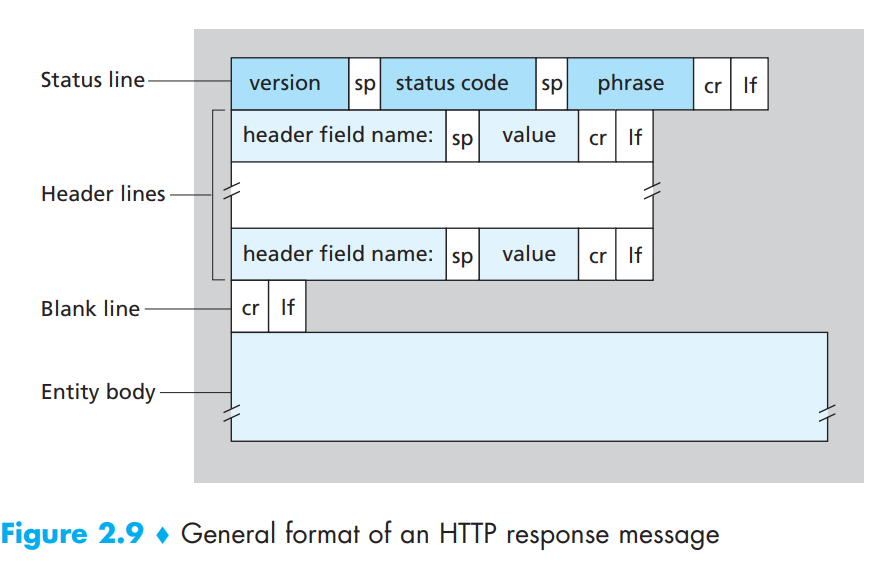 Status line version sp status code sp phrase cr lf
header field name: sp value cr lf
Header lines
header field name: sp value cr lf
Blank line cr lf
Entity body
Figure 2.9 ♦ General format of an HTTP response message